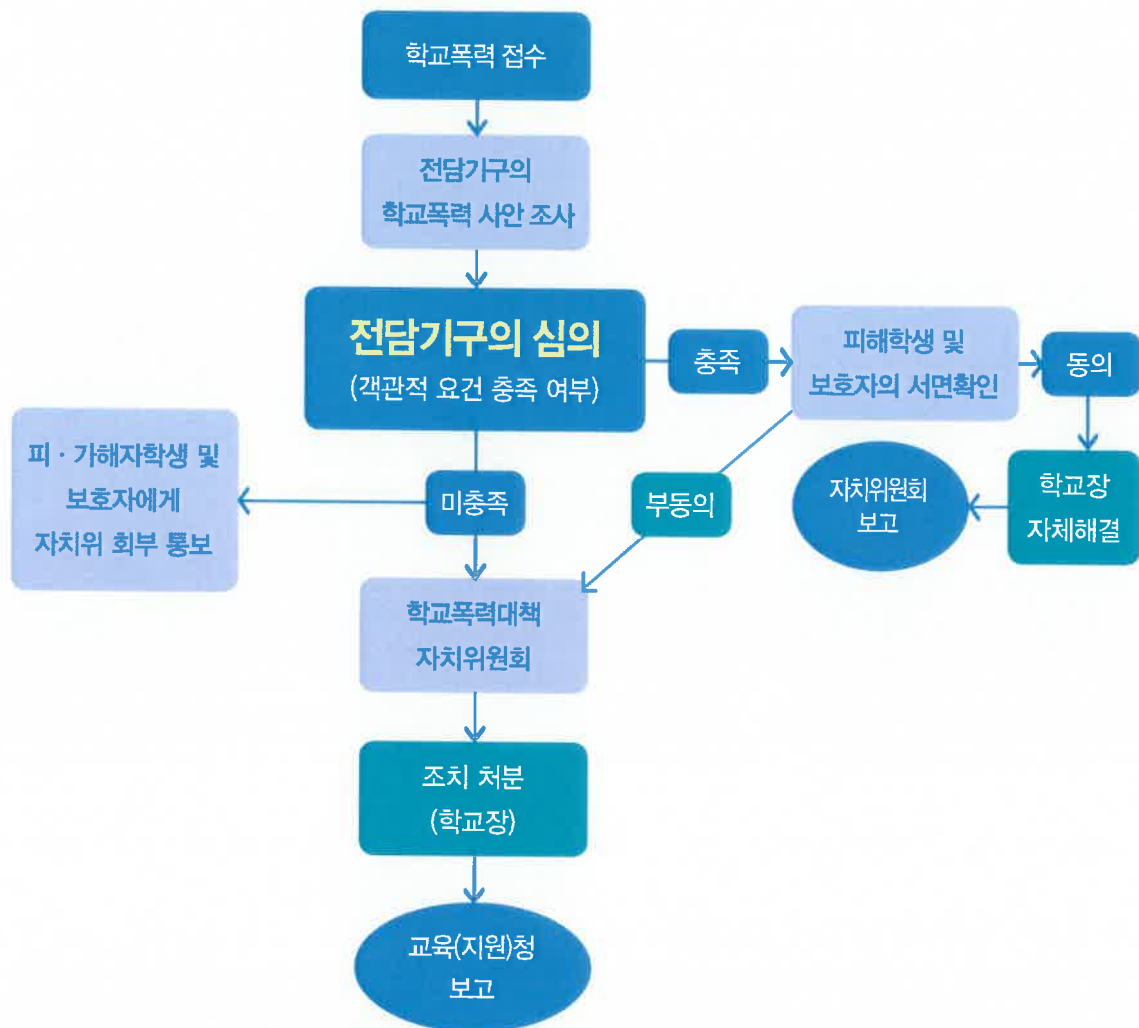 학교폭력 접수
전담기구의
학교폭력 사안 조사
전담기구의 심의
(객관적 요건 충족 여부)
충족
피해학생 및
보호자의 서면확인
동의
피 · 가해자학생 및
보호자에게
자치위 회부 통보
미충족
부동의
자치위원회
보고
학교장
자체해결
학교폭력대책
자치위원회
조치 처분
(학교장)
교육(지원)청
보고